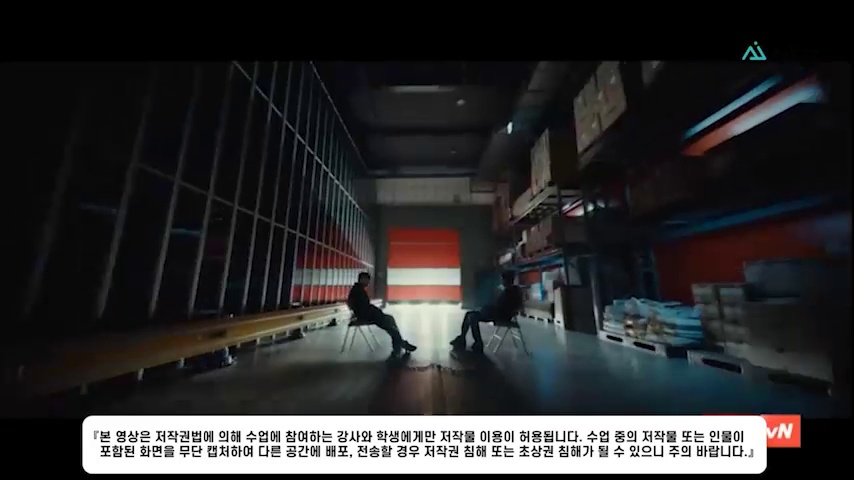 『본 영상은 저작권법에 의해 수업에 참여하는 강사와 학생에게만 저작물 이용이 허용됩니다. 수업 중의 저작물 또는 인물이
포함된 화면을 무단 캡처하여 다른 공간에 배포, 전송할 경우 저작권 침해 또는 초상권 침해가 될 수 있으니 주의 바랍니다.』